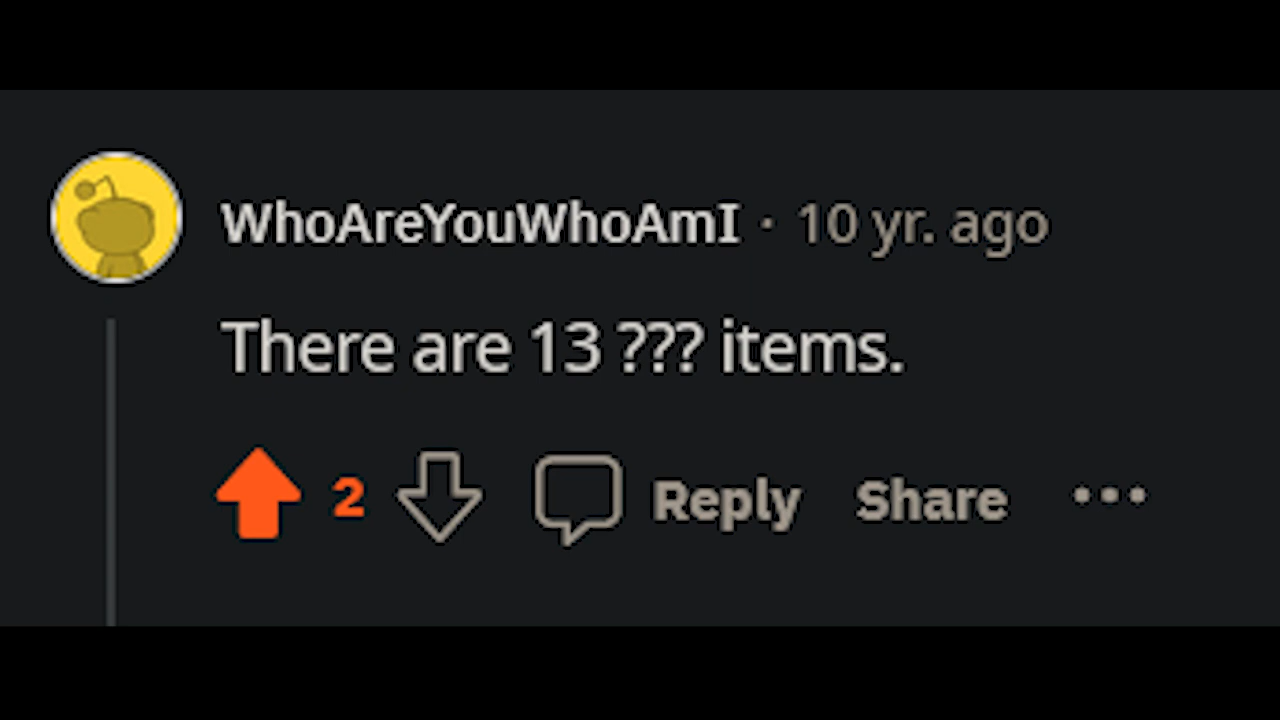 WhoAreYouWhoAmI · 10 yr. ago
There are 13 ??? items.
2 Reply Share ...